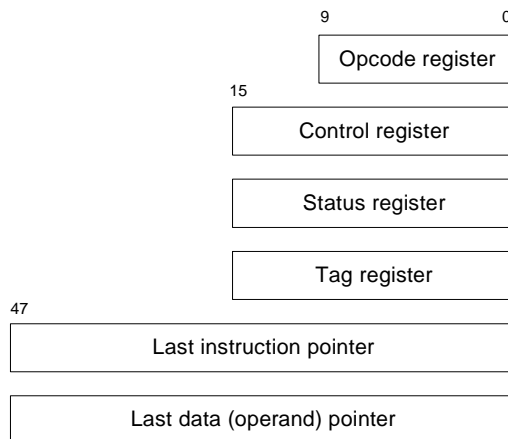 9 0
Opcode register
15
Control register
Status register
Tag register
47
Last instruction pointer
Last data (operand) pointer